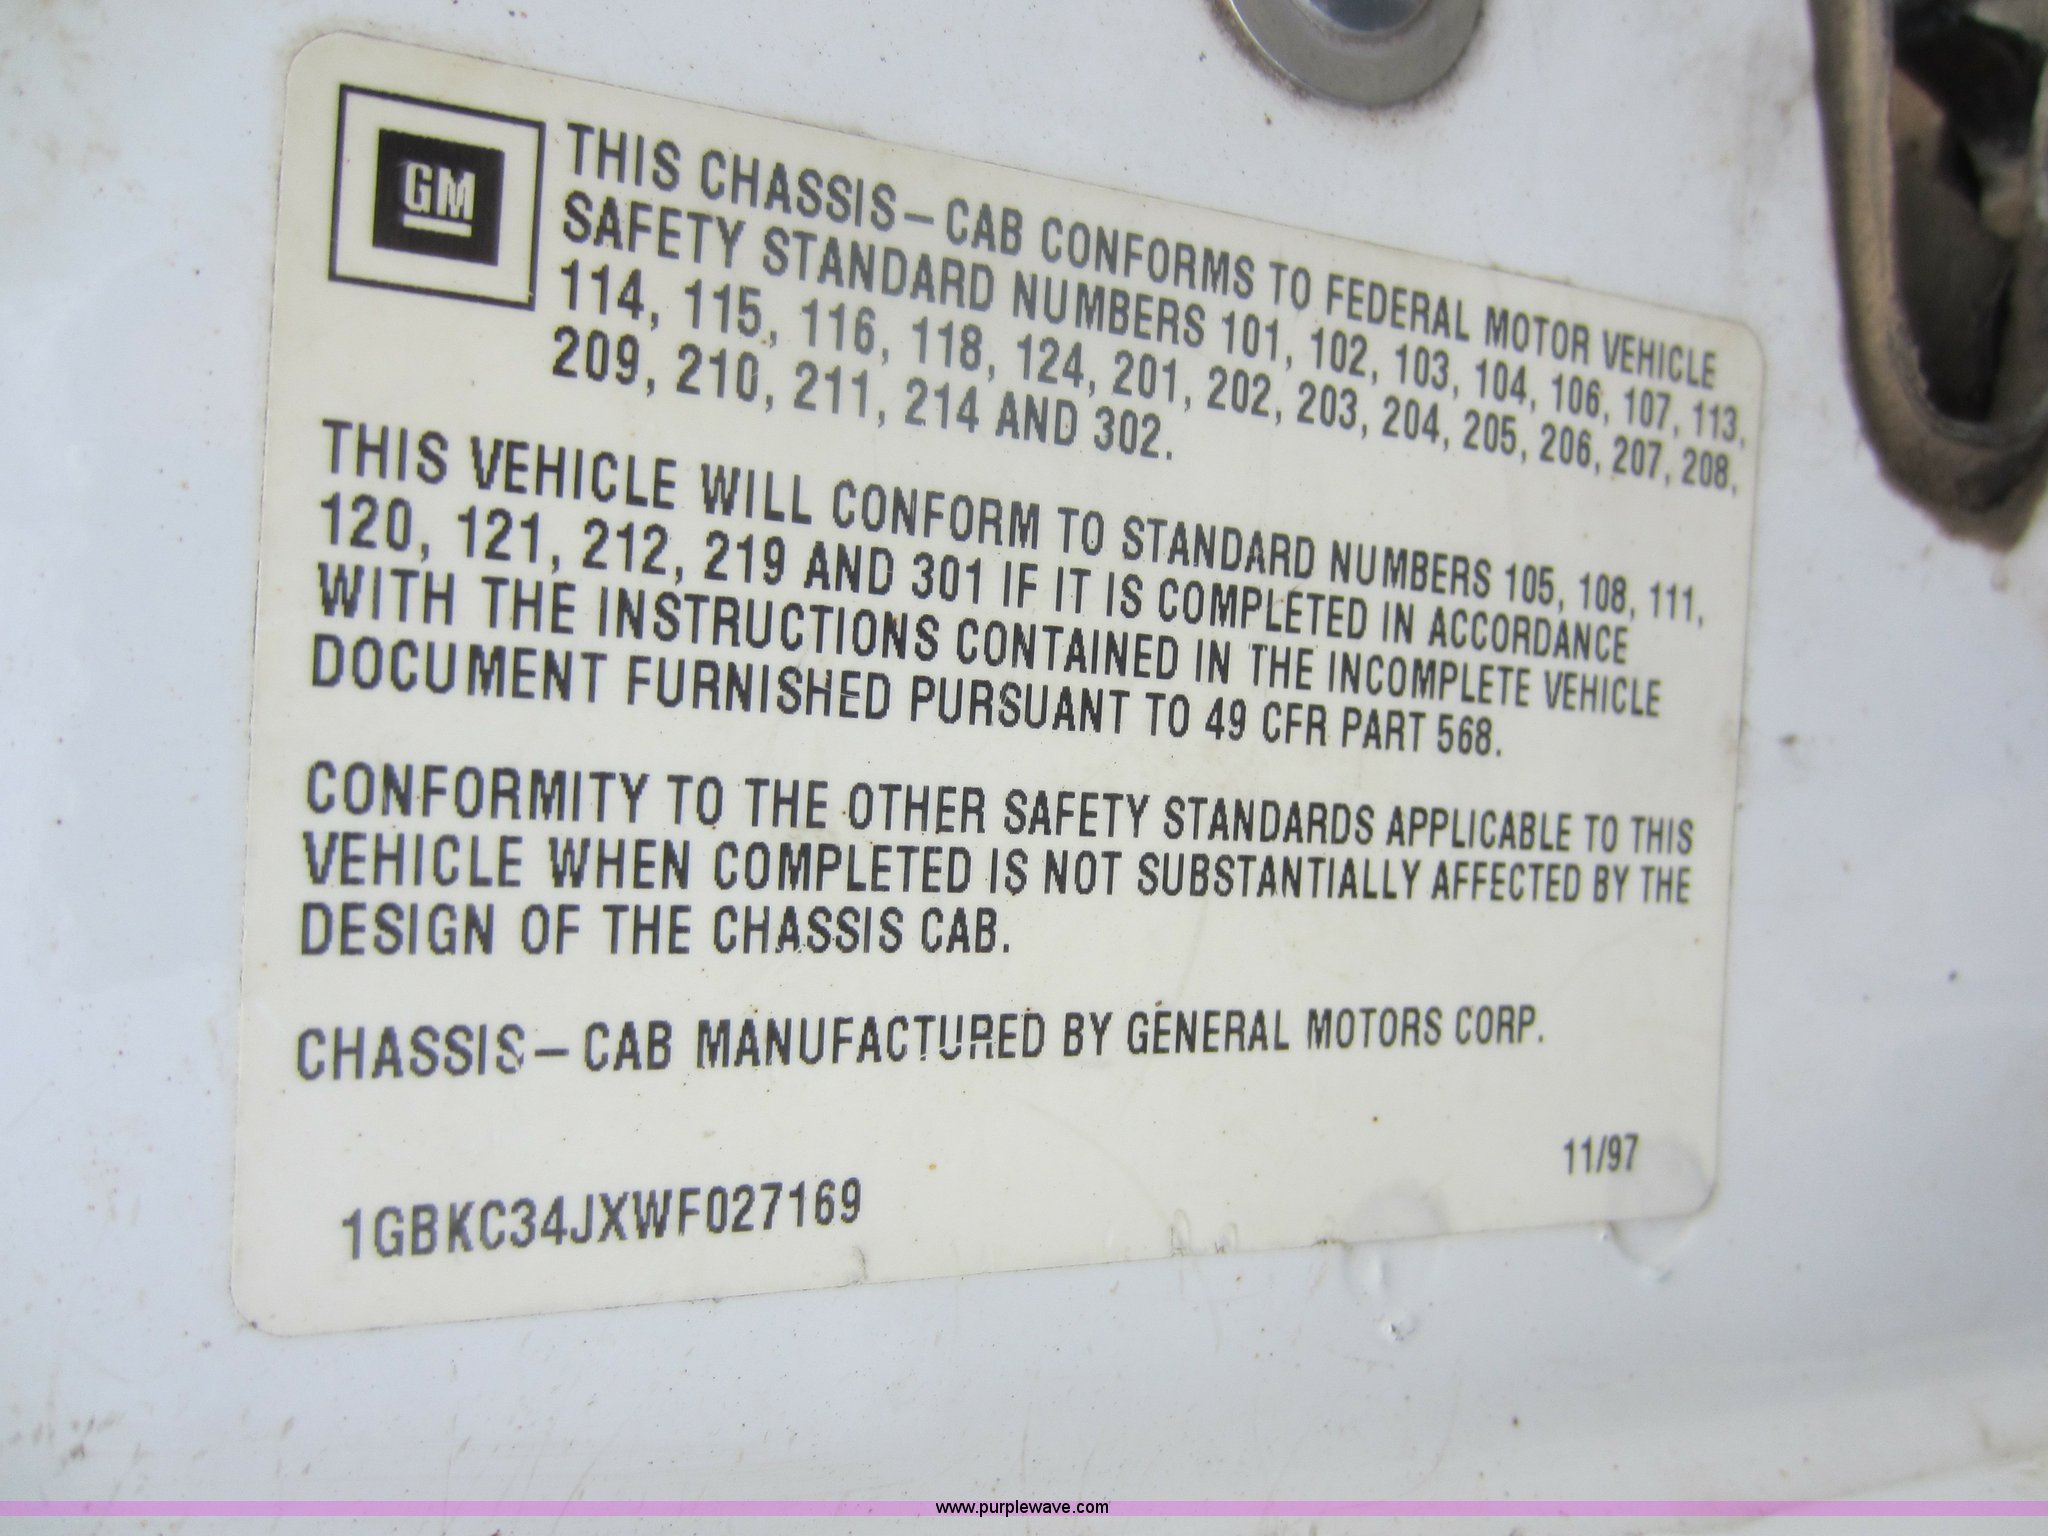 GM
THIS CHASSIS-CAB CONFORMS TO FEDERAL MOTOR VEHICLE
SAFETY STANDARD NUMBERS 101, 102, 103, 104, 106, 107, 113,
114, 115, 116, 118, 124, 201, 202, 203, 204, 205, 206, 207, 208,
209, 210, 211, 214 AND 302.
THIS VEHICLE WILL CONFORM TO STANDARD NUMBERS 105, 108, 111,
120, 121, 212, 219 AND 301 IF IT IS COMPLETED IN ACCORDANCE
WITH THE INSTRUCTIONS CONTAINED IN THE INCOMPLETE VEHICLE
DOCUMENT FURNISHED PURSUANT TO 49 CFR PART 568.
CONFORMITY TO THE OTHER SAFETY STANDARDS APPLICABLE TO THIS
VEHICLE WHEN COMPLETED IS NOT SUBSTANTIALLY AFFECTED BY THE
DESIGN OF THE CHASSIS CAB.
CHASSIS-CAB MANUFACTURED BY GENERAL MOTORS CORP.
11/97
1GBKC34JXWF027169
www.purplewave.com